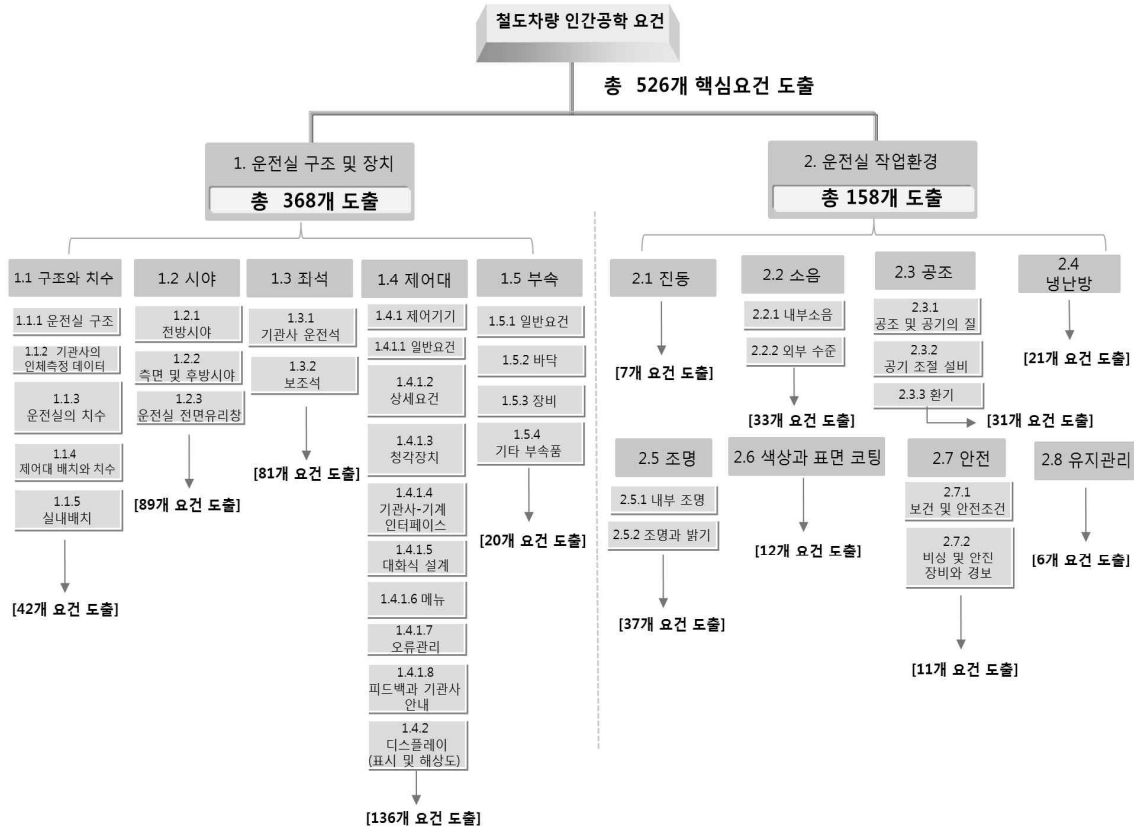 철도차량 인간공학 요건
총 526개 핵심요건 도출
1. 운전실 구조 및 장치
총 368개 도출
2. 운전실 작업환경
총 158개 도출
1.1 구조와 치수
1.1.1 운전실 구조
1.1.2 기관사의
인체측정 데이터
1.1.3
운전실의 치수
1.1.4
제어대 배치와 치수
1.1.5
실내배치
[42개 요건 도출]
1.2 시야
1.2.1
전방시야
1.2.2
측면 및 후방시야
1.2.3
운전실 전면유리창
[89개 요건 도출]
1.3 좌석
1.3.1
기관사 운전석
1.3.2
보조석
[81개 요건 도출]
1.4 제어대
1.4.1 제어기기
1.4.1.1 일반요건
1.4.1.2
상세요건
1.4.1.3
청각장치
1.4.1.4
기관사-기계
인터페이스
1.4.1.5
대화식 설계
1.4.1.6 메뉴
1.4.1.7
오류관리
1.4.1.8
피드백과 기관사
안내
1.4.2
디스플레이
(표시 및 해상도)
[136개 요건 도출]
1.5 부속
1.5.1 일반요건
1.5.2 바닥
1.5.3 장비
1.5.4
기타 부속품
[20개 요건 도출]
2.1 진동
[7개 요건 도출]
2.2 소음
2.2.1 내부소음
2.2.2 외부 수준
[33개 요건 도출]
2.3 공조
2.3.1
공조 및 공기의 질
2.3.2
공기 조절 설비
2.3.3 환기
[31개 요건 도출]
2.4
냉난방
[21개 요건 도출]
2.5 조명
2.5.1 내부 조명
2.5.2 조명과 밝기
[37개 요건 도출]
2.6 색상과 표면 코팅
[12개 요건 도출]
2.7 안전
2.7.1
보건 및 안전조건
2.7.2
비싱 및 안진
장비와 경보
[11개 요건 도출]
2.8 유지관리
[6개 요건 도출]